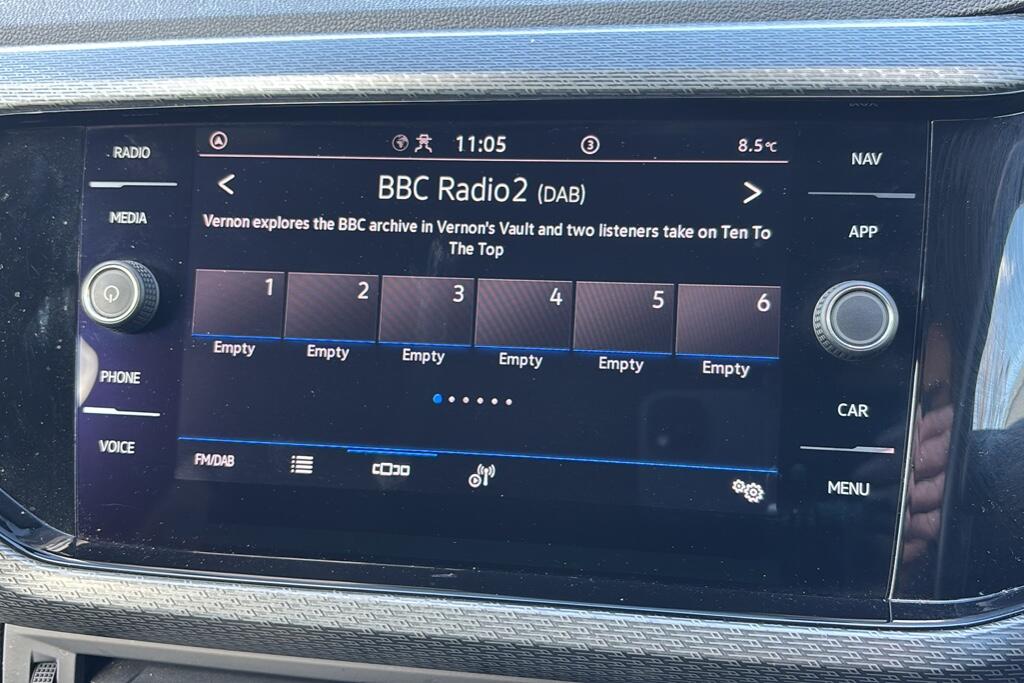 RADIO
MEDIA
PHONE
VOICE
11:05
3
8.5°C
BBC Radio2 (DAB)
Vernon explores the BBC archive in Vernon's Vault and two listeners take on Ten To
The Top
1 2 3 4 5 6
Empty Empty Empty Empty Empty Empty
FM/DAB
NAV
APP
CAR
MENU